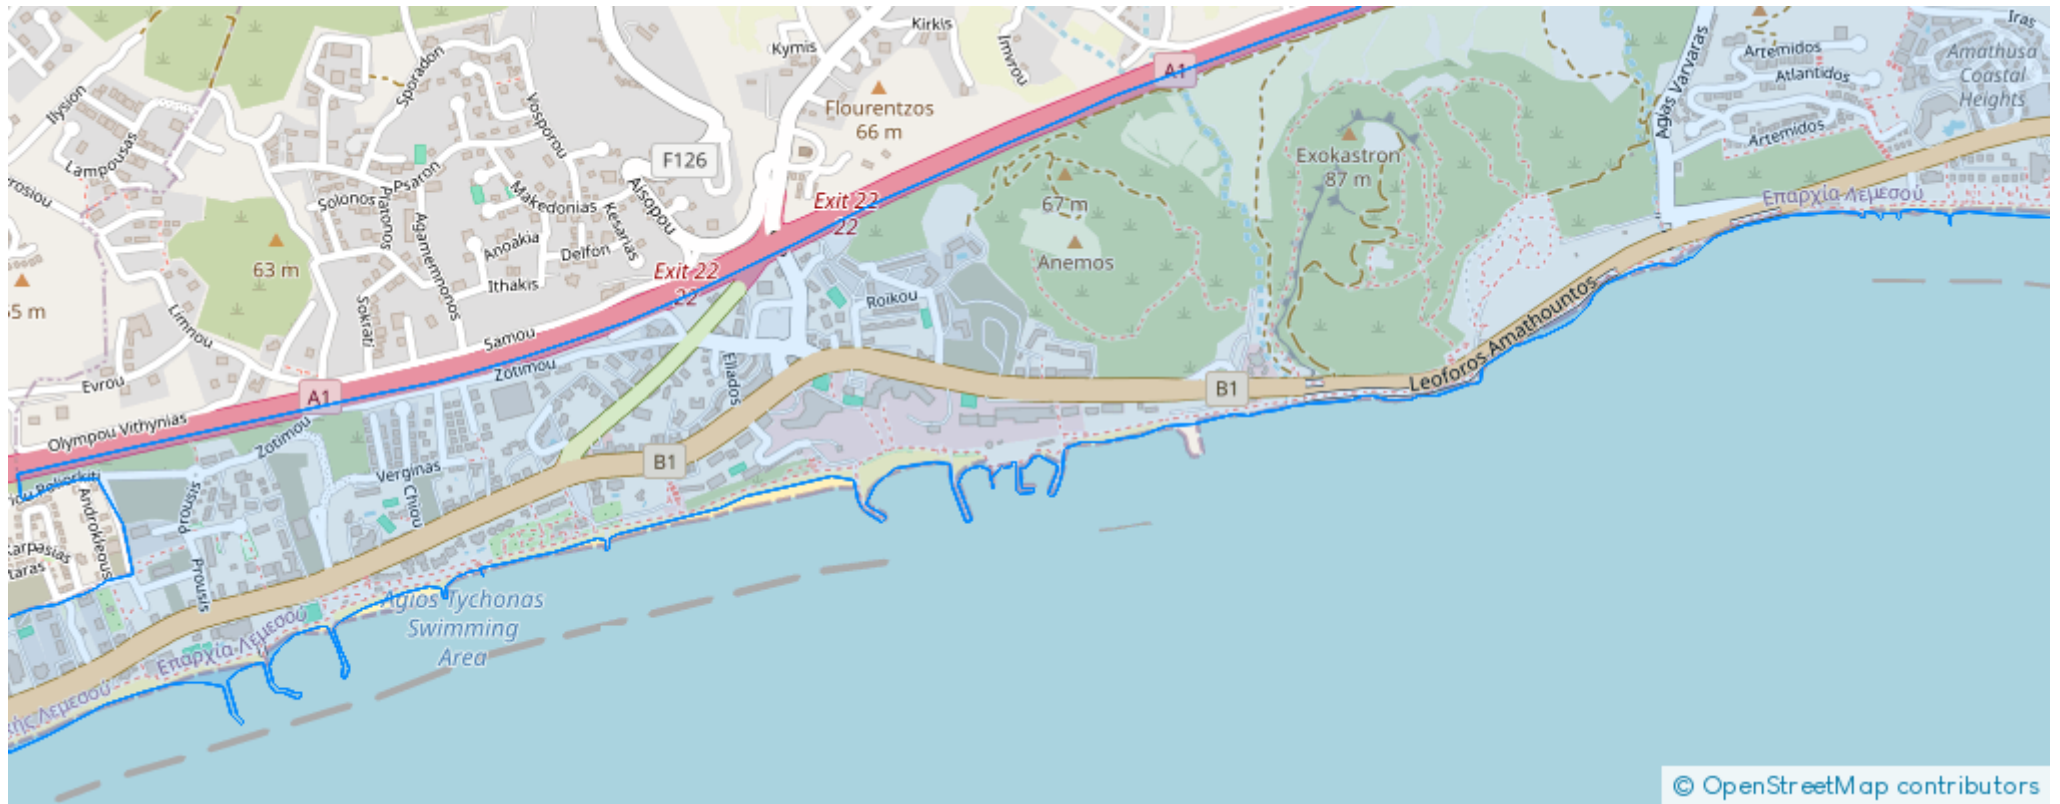 Kirkis
Kymis
Imvrou
Iras
Artemidos
Atlantidos
Amathusa
Coastal
Heights
Agias Varvaras
Artemidos
Ilysion
Sporadon
Vosporou
Flourentzos
66 m
A1
F126
Lampousas
Psaron
Platonos
Solonos
Makedonias
Aisopou
Kesarias
Agamemnonos
Anoakia
Delfon
Ithakis
Exokastron
87 m
67 m
Anemos
Exit 22
22
Exit 22
22
Επαρχία Λεμεσού
63 m
Limnou
Sokrati
Samou
Roikou
Zotimou
Ellados
Evrou
A1
B1
Leoforos Amathountos
Olympou Vithynias
Zotimou
Verginas
Chiou
B1
Androkleous
Prousis
Karpasias
Prousis
Agios Tychonas
Swimming
Area
Επαρχία Λεμεσού
Λεμεσού
© OpenStreetMap contributors